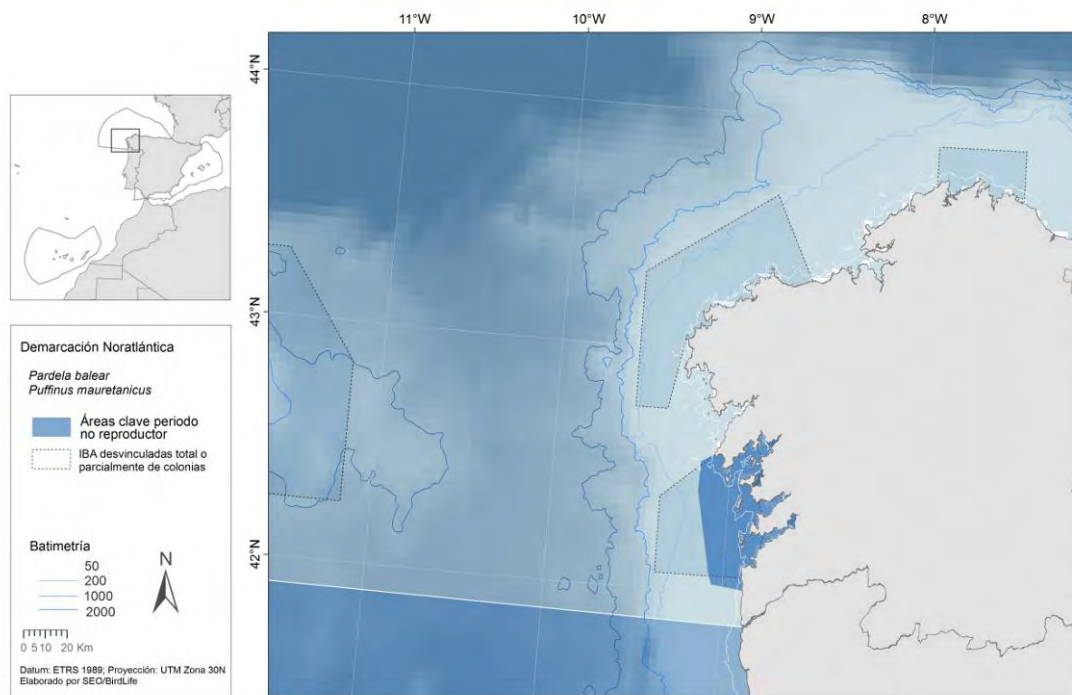 11°W
10°W
9°W
8°W
44°N
43°N
42°N
Demarcación Noratlántica
Pardela balear
Puffinus mauretanicus
Áreas clave periodo
no reproductor
IBA desvinculadas total o
parcialmente de colonias
Batimetría
50
200
1000
2000
N
0 5 10 20 Km
Datum: ETRS 1989; Proyección: UTM Zona 30N
Elaborado por SEO/BirdLife